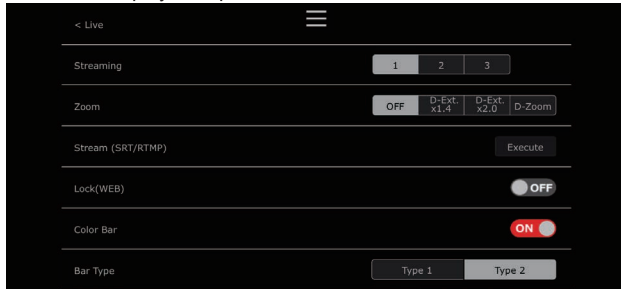 < Live
Streaming 1 2 3
Zoom OFF D-Ext. x1.4 D-Ext. x2.0 D-Zoom
Stream (SRT/RTMP) Execute
Lock(WEB) OFF
Color Bar ON
Bar Type Type 1 Type 2